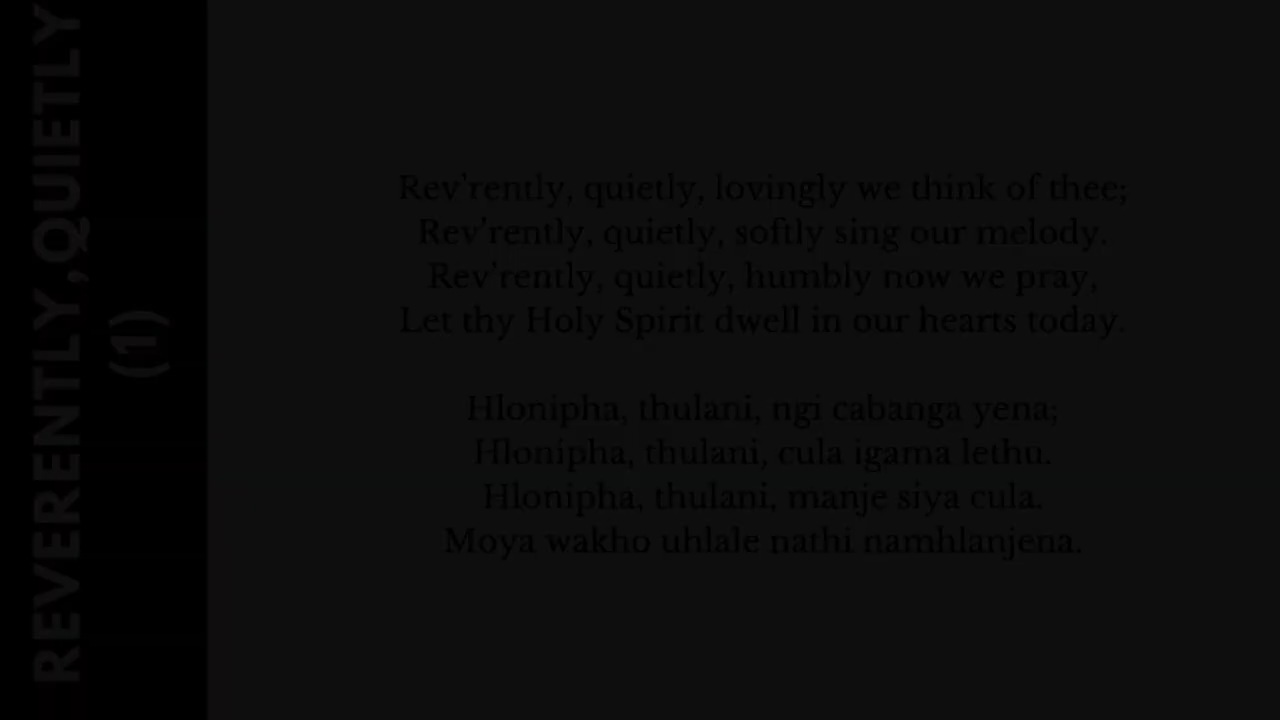 REVERENTLY,QUIETLY
(1)
Rev'rently, quietly, lovingly we think of thee;
Rev'rently, quietly, softly sing our melody.
Rev'rently, quietly, humbly now we pray,
Let thy Holy Spirit dwell in our hearts today.
Hlonipha, thulani, ngi cabanga yena;
Hlonipha, thulani, cula igama lethu.
Hlonipha, thulani, manje siya cula.
Moya wakho uhlale nathi namhlanjena.